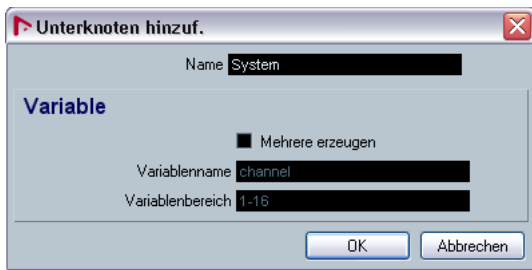 Unterknoten hinzuf.
Name System
Variable
Mehrere erzeugen
Variablenname channel
Variablenbereich 1-16
OK Abbrechen